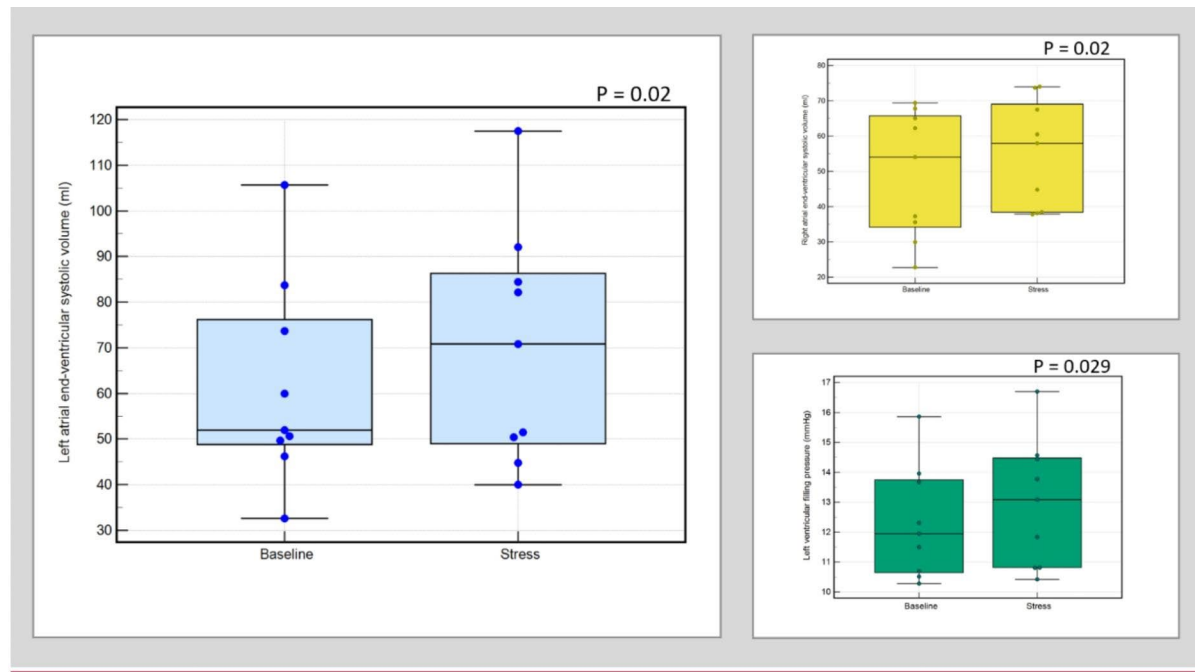 P = 0.02
Left atrial end-ventricular systolic volume (ml)
120
110
100
90
80
70
60
50
40
30
Baseline Stress
P = 0.02
Right atrial end-ventricular systolic volume (ml)
80
70
60
50
40
30
20
Baseline Stress
P = 0.029
Left ventricular filling pressure (mmHg)
17
16
15
14
13
12
11
10
Baseline Stress